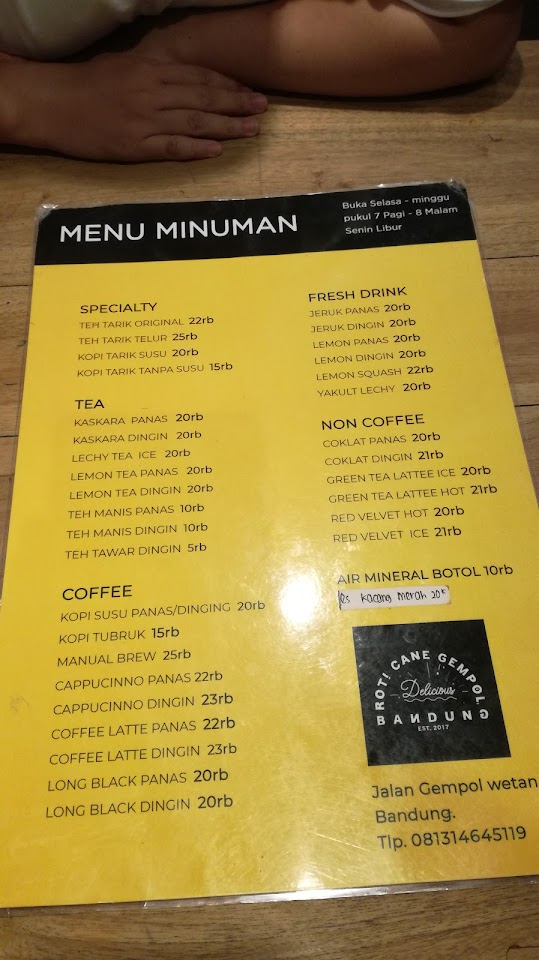 MENU MINUMAN
Buka Selasa - minggu
pukul 7 Pagi - 8 Malam
Senin Libur
SPECIALTY
TEH TARIK ORIGINAL 22rb
TEH TARIK TELUR 25rb
KOPI TARIK SUSU 20rb
KOPI TARIK TANPA SUSU 15rb
TEA
KASKARA PANAS 20rb
KASKARA DINGIN 20rb
LECHY TEA ICE 20rb
LEMON TEA PANAS 20rb
LEMON TEA DINGIN 20rb
TEH MANIS PANAS 10rb
TEH MANIS DINGIN 10rb
TEH TAWAR DINGIN 5rb
COFFEE
KOPI SUSU PANAS/DINGING 20rb
KOPI TUBRUK 15rb
MANUAL BREW 25rb
CAPPUCINNO PANAS 22rb
CAPPUCINNO DINGIN 23rb
COFFEE LATTE PANAS 22rb
COFFEE LATTE DINGIN 23rb
LONG BLACK PANAS 20rb
LONG BLACK DINGIN 20rb
FRESH DRINK
JERUK PANAS 20rb
JERUK DINGIN 20rb
LEMON PANAS 20rb
LEMON DINGIN 20rb
LEMON SQUASH 22rb
YAKULT LECHY 20rb
NON COFFEE
COKLAT PANAS 20rb
COKLAT DINGIN 21rb
GREEN TEA LATTEE ICE 20rb
GREEN TEA LATTEE HOT 21rb
RED VELVET HOT 20rb
RED VELVET ICE 21rb
AIR MINERAL BOTOL 10rb
Es kacang merah 20k
ROTI CANE GEMPOL
Delicious
BANDUNG
EST. 2017
Jalan Gempol wetan
Bandung.
Tlp. 081314645119